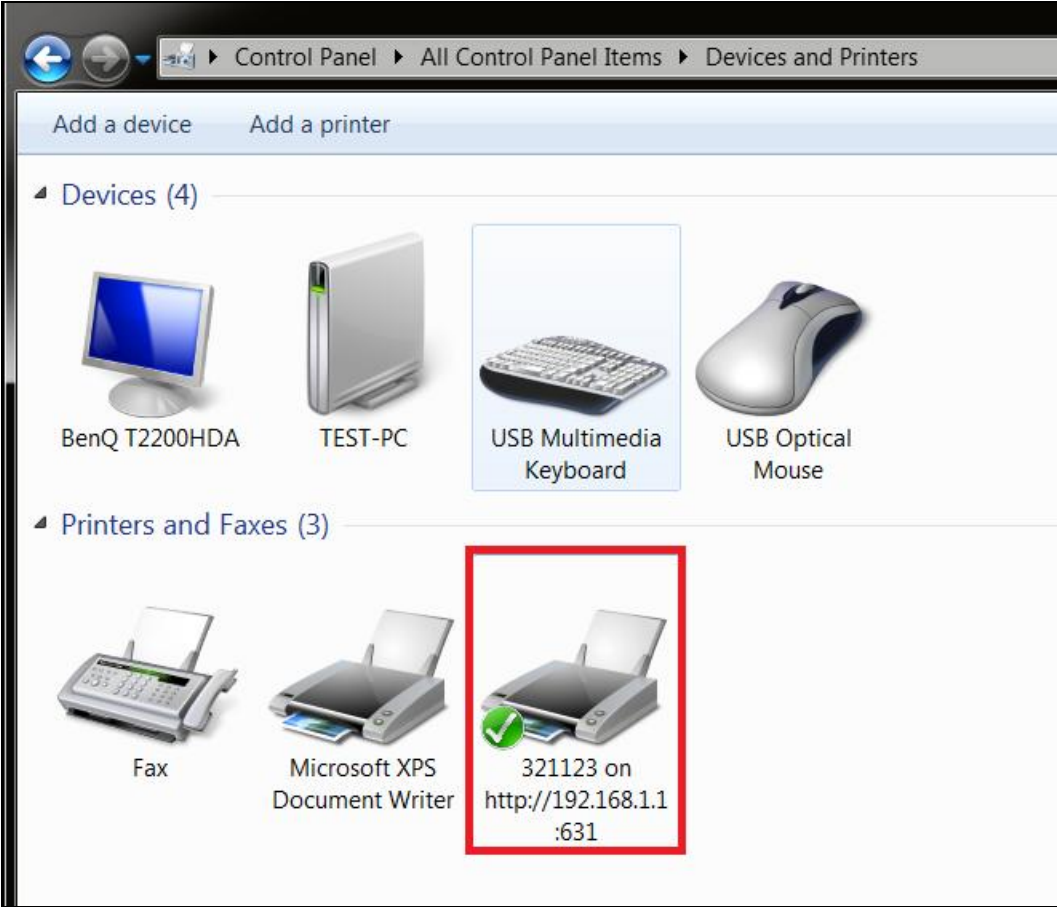 Control Panel ▸ All Control Panel Items ▸ Devices and Printers
Add a device Add a printer
Devices (4)
BenQ T2200HDA
TEST-PC
USB Multimedia
Keyboard
USB Optical
Mouse
Printers and Faxes (3)
Fax
Microsoft XPS
Document Writer
321123 on
http://192.168.1.1
:631